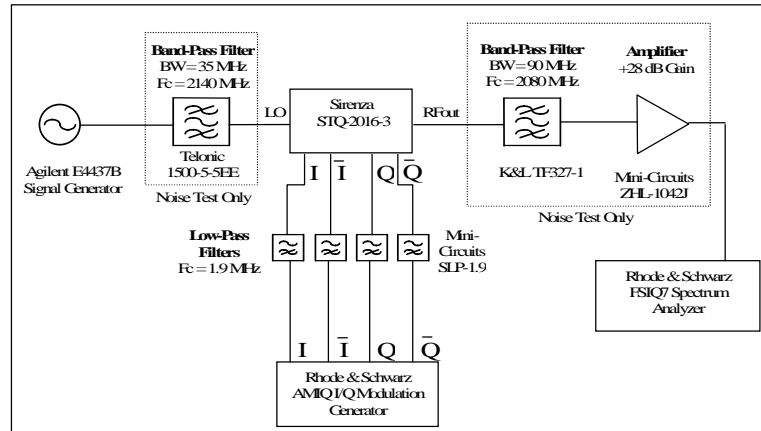 Band-Pass Filter
BW = 35 MHz
Fc = 2140 MHz
Telonic
1500-5-5EE
Noise Test Only
Agilent E4437B
Signal Generator
LO
Sirenza
STQ-2016-3
RFout
Band-Pass Filter
BW = 90 MHz
Fc = 2080 MHz
K&L TF327-1
Amplifier
+28 dB Gain
Mini-Circuits
ZHL-1042J
Noise Test Only
I I̅ Q Q̅
Low-Pass
Filters
Fc = 1.9 MHz
Mini-
Circuits
SLP-1.9
Rhode & Schwarz
FSIQ7 Spectrum
Analyzer
I I̅ Q Q̅
Rhode & Schwarz
AMIQ I/Q Modulation
Generator